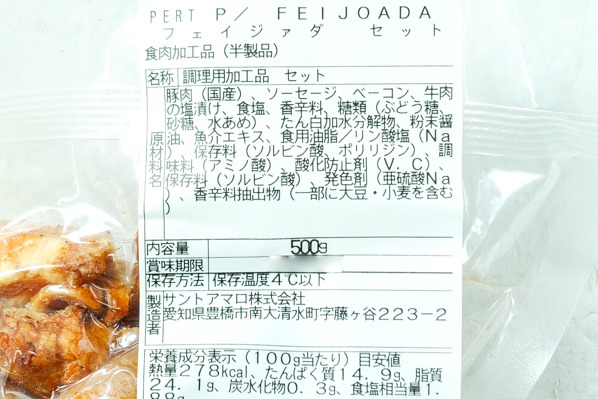 PERT P/ FEIJOADA
フェイジァダ セット
食肉加工品（半製品）
名称 調理用加工品 セット
原材料名
豚肉（国産）、ソーセージ、ベーコン、牛肉
の塩漬け、食塩、香辛料、糖類（ぶどう糖、
砂糖、水あめ）、たん白加水分解物、粉末醤
油、魚介エキス、食用油脂／リン酸塩（Ｎａ
）、保存料（ソルビン酸、ポリリジン）、調
味料（アミノ酸）、酸化防止剤（Ｖ．Ｃ）、
保存料（ソルビン酸）、発色剤（亜硫酸Ｎａ
）、香辛料抽出物（一部に大豆・小麦を含む
）
内容量 500g
賞味期限
保存方法 保存温度4℃以下
製造者
サントアマロ株式会社
愛知県豊橋市南大清水町字藤ヶ谷223－2
栄養成分表示（100g当たり）目安値
熱量278kcal、たんぱく質14．9g、脂質
24．1g、炭水化物0．3g、食塩相当量1．
88g